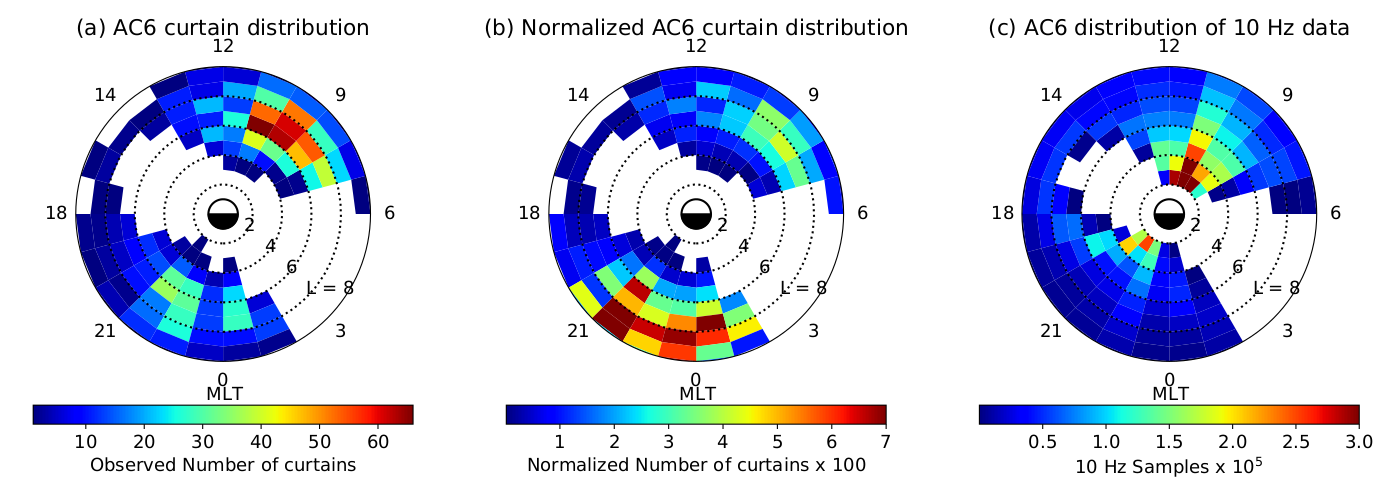 (a) AC6 curtain distribution
12
14
9
18
6
2
4
6
L = 8
21
3
0
MLT
10 20 30 40 50 60
Observed Number of curtains
(b) Normalized AC6 curtain distribution
12
14
9
18
6
2
4
6
L = 8
21
3
0
MLT
1 2 3 4 5 6 7
Normalized Number of curtains x 100
(c) AC6 distribution of 10 Hz data
12
14
9
18
6
2
4
6
L = 8
21
3
0
MLT
0.5 1.0 1.5 2.0 2.5 3.0
10 Hz Samples x 10⁵